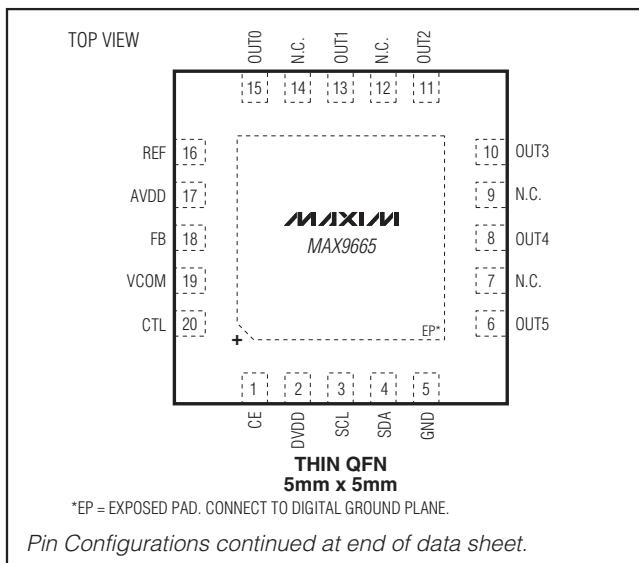 TOP VIEW
OUT0
N.C.
OUT1
N.C.
OUT2
15
14
13
12
11
REF 16
AVDD 17
FB 18
VCOM 19
CTL 20
10 OUT3
9 N.C.
8 OUT4
7 N.C.
6 OUT5
MAXIM
MAX9665
EP*
+
1
2
3
4
5
CE
DVDD
SCL
SDA
GND
THIN QFN
5mm x 5mm
*EP = EXPOSED PAD. CONNECT TO DIGITAL GROUND PLANE.
Pin Configurations continued at end of data sheet.